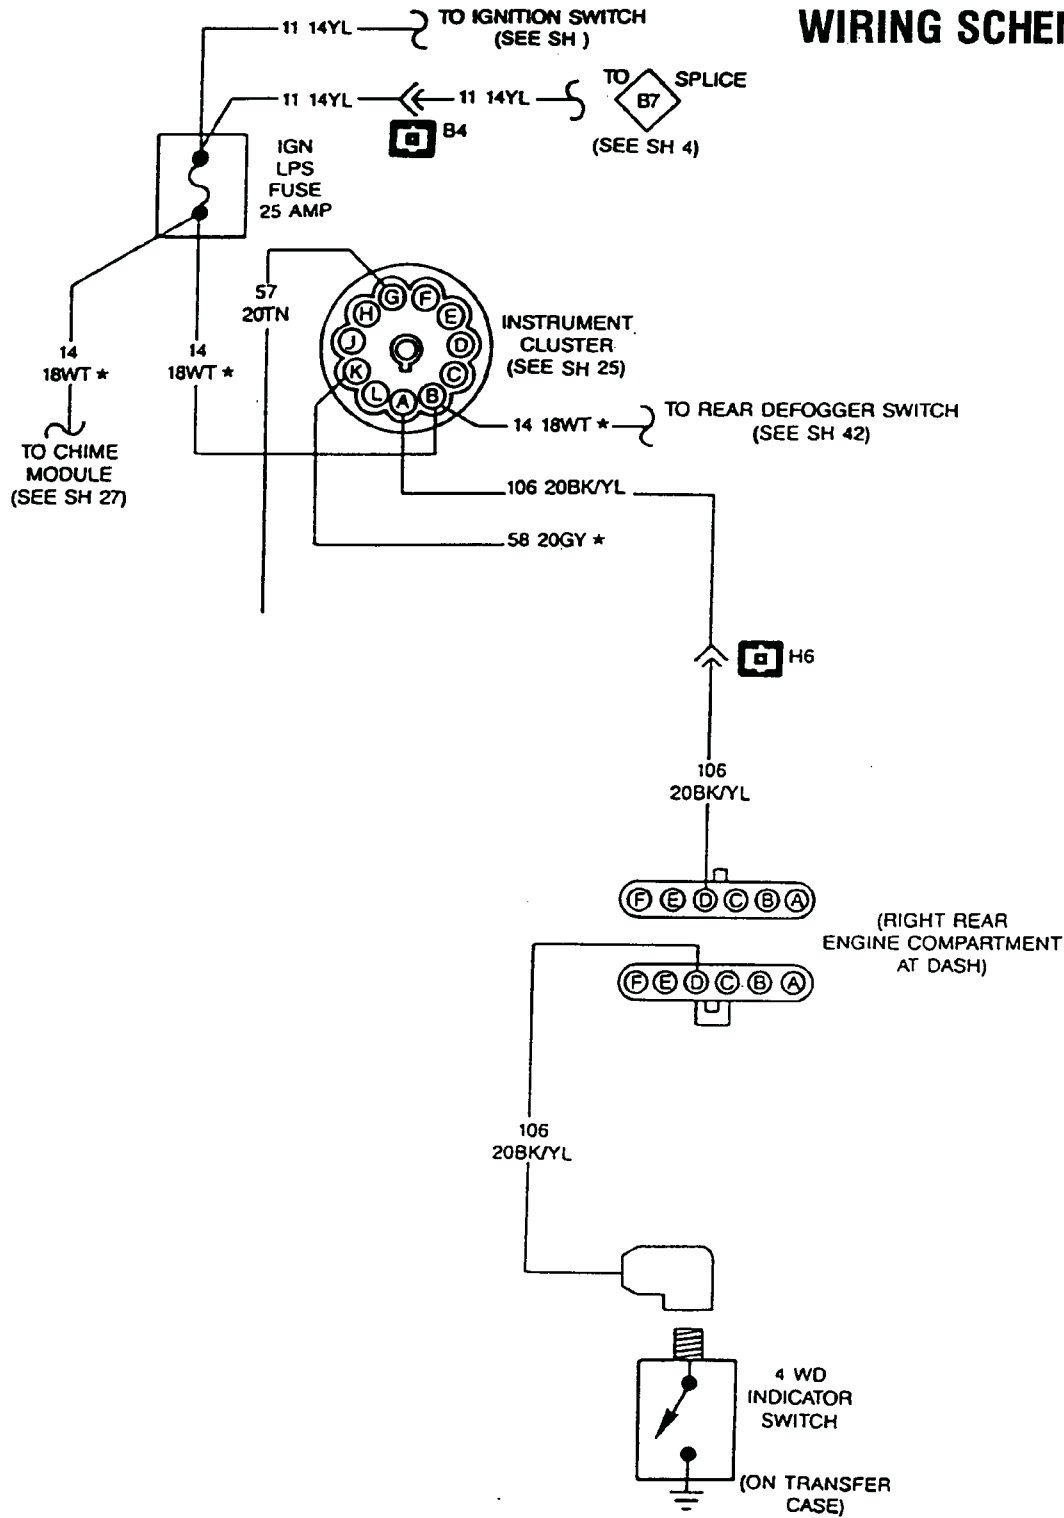 WIRING SCHE
11 14YL
TO IGNITION SWITCH
(SEE SH )
11 14YL
11 14YL
TO
B7
SPLICE
(SEE SH 4)
B4
IGN
LPS
FUSE
25 AMP
57
20TN
G
F
E
D
C
B
A
L
K
J
H
INSTRUMENT
CLUSTER
(SEE SH 25)
14
18WT *
14
18WT *
TO CHIME
MODULE
(SEE SH 27)
14 18WT *
TO REAR DEFOGGER SWITCH
(SEE SH 42)
106 20BK/YL
58 20GY *
H6
106
20BK/YL
F E D C B A
(RIGHT REAR
ENGINE COMPARTMENT
AT DASH)
F E D C B A
106
20BK/YL
4 WD
INDICATOR
SWITCH
(ON TRANSFER
CASE)